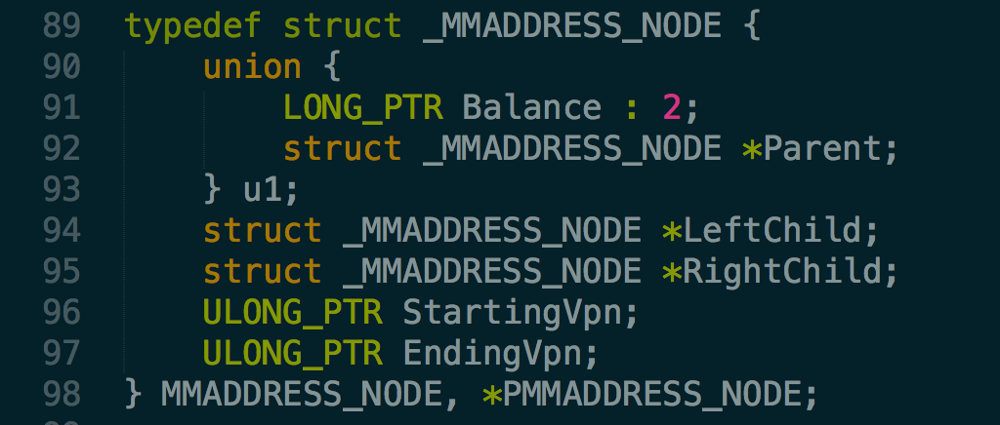 89 typedef struct _MMADDRESS_NODE {
90 union {
91 LONG_PTR Balance : 2;
92 struct _MMADDRESS_NODE *Parent;
93 } u1;
94 struct _MMADDRESS_NODE *LeftChild;
95 struct _MMADDRESS_NODE *RightChild;
96 ULONG_PTR StartingVpn;
97 ULONG_PTR EndingVpn;
98 } MMADDRESS_NODE, *PMMADDRESS_NODE;